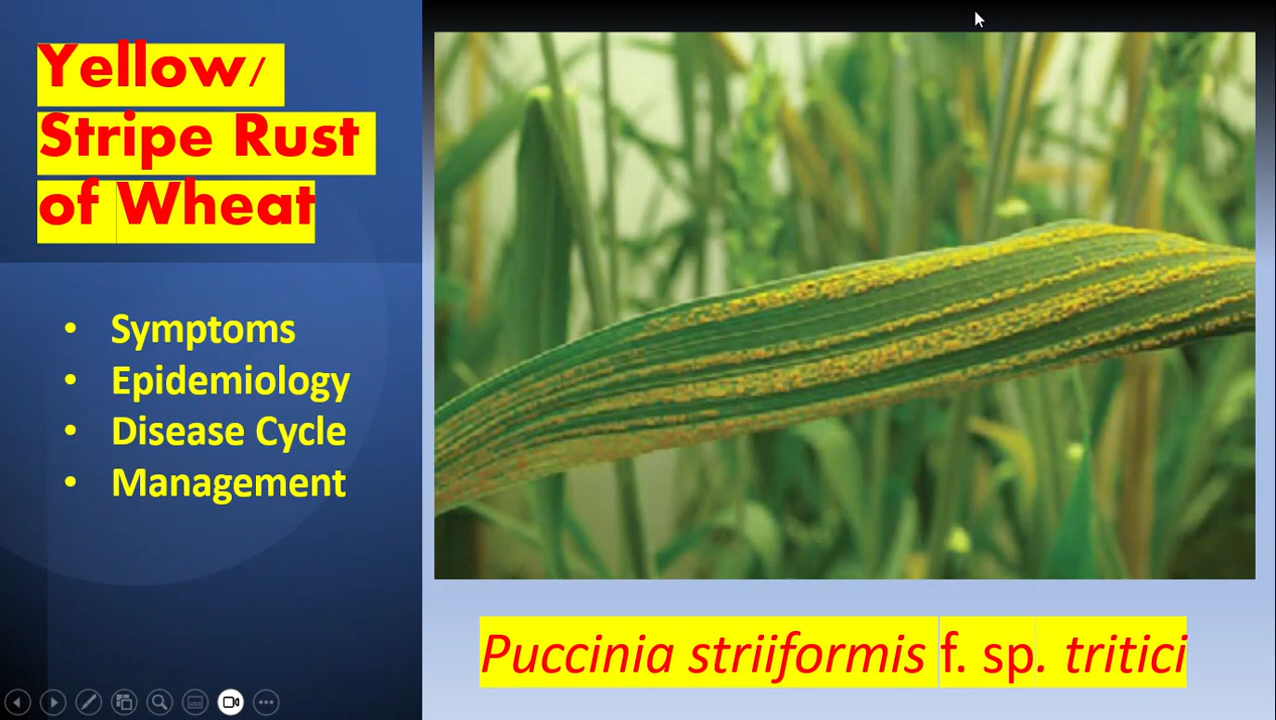 Yellow/
Stripe Rust
of Wheat
• Symptoms
• Epidemiology
• Disease Cycle
• Management
Puccinia striiformis f. sp. tritici